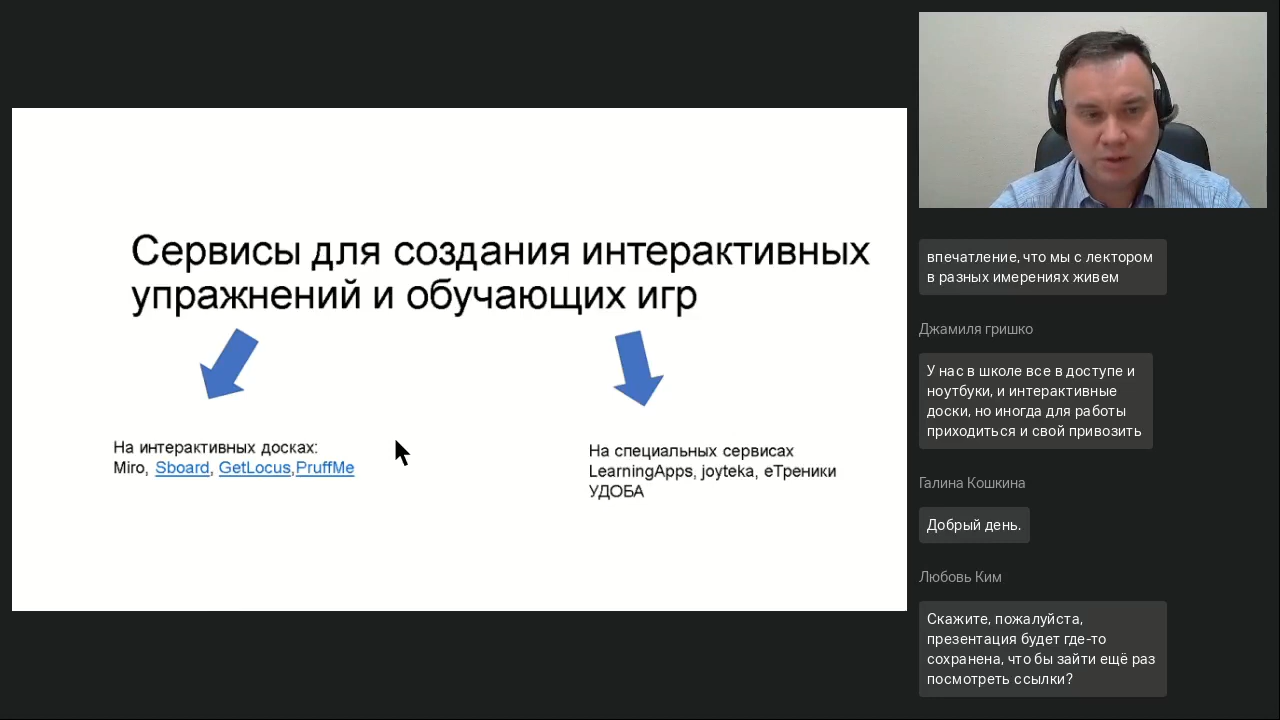 Сервисы для создания интерактивных
упражнений и обучающих игр
На интерактивных досках:
Miro, Sboard, GetLocus,PruffMe
На специальных сервисах
LearningApps, joyteka, еТреники
УДОБА
впечатление, что мы с лектором
в разных имерениях живем
Джамиля гришко
У нас в школе все в доступе и
ноутбуки, и интерактивные
доски, но иногда для работы
приходиться и свой привозить
Галина Кошкина
Добрый день.
Любовь Ким
Скажите, пожалуйста,
презентация будет где-то
сохранена, что бы зайти ещё раз
посмотреть ссылки?